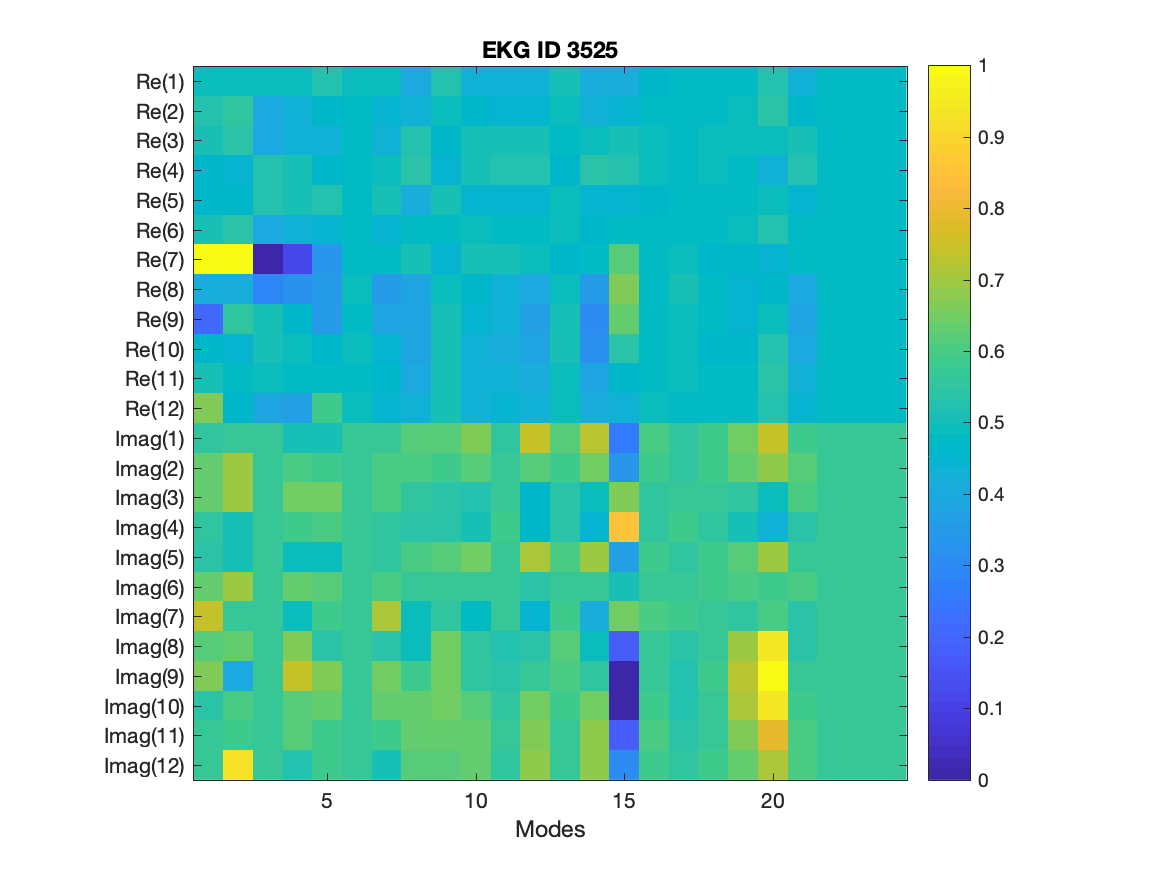 EKG ID 3525
Re(1)
Re(2)
Re(3)
Re(4)
Re(5)
Re(6)
Re(7)
Re(8)
Re(9)
Re(10)
Re(11)
Re(12)
Imag(1)
Imag(2)
Imag(3)
Imag(4)
Imag(5)
Imag(6)
Imag(7)
Imag(8)
Imag(9)
Imag(10)
Imag(11)
Imag(12)
5 10 15 20
Modes
1
0.9
0.8
0.7
0.6
0.5
0.4
0.3
0.2
0.1
0